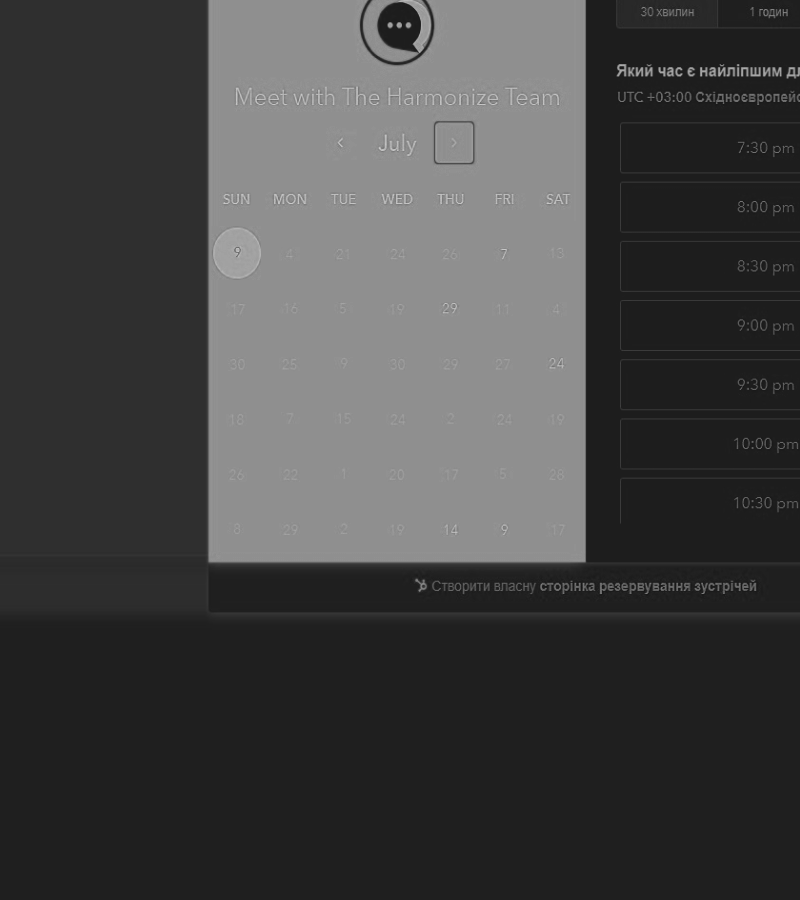 30 хвилин 1 годин
Meet with The Harmonize Team
Який час є найліпшим
UTC +03:00
July
SUN MON TUE WED THU FRI SAT
9 4 21 24 26 7 13
17 16 5 19 29 11 4
30 25 9 30 29 27 24
18 7 15 24 2 24 19
26 22 1 20 17 5 28
8 29 2 19 14 9 17
7:30 pm
8:00 pm
8:30 pm
9:00 pm
9:30 pm
10:00 pm
10:30 pm
Створити власну сторінка резервування зустрічей